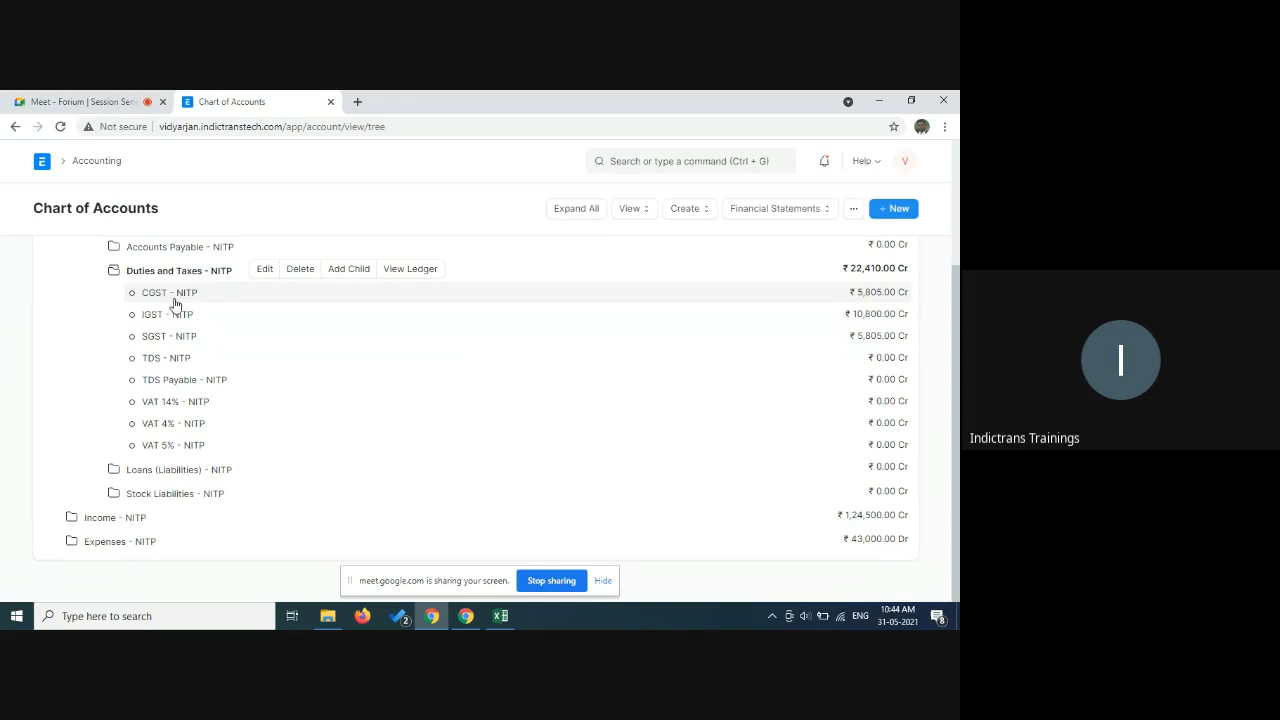 Meet - Forium | Session Seri
Chart of Accounts
Not secure
vidyarjan.indictranstech.com/app/account/view/tree
E
Accounting
Search or type a command (Ctrl + G)
Help
V
Chart of Accounts
Expand All
View
Create
Financial Statements
+ New
Accounts Payable - NITP ₹ 0.00 Cr
Duties and Taxes - NITP Edit Delete Add Child View Ledger ₹ 22,410.00 Cr
CGST - NITP ₹ 5,805.00 Cr
IGST - NITP ₹ 10,800.00 Cr
SGST - NITP ₹ 5,805.00 Cr
TDS - NITP ₹ 0.00 Cr
TDS Payable - NITP ₹ 0.00 Cr
VAT 14% - NITP ₹ 0.00 Cr
VAT 4% - NITP ₹ 0.00 Cr
VAT 5% - NITP ₹ 0.00 Cr
Loans (Liabilities) - NITP ₹ 0.00 Cr
Stock Liabilities - NITP ₹ 0.00 Cr
Income - NITP ₹ 1,24,500.00 Cr
Expenses - NITP ₹ 43,000.00 Dr
meet.google.com is sharing your screen. Stop sharing Hide
Type here to search
2
ENG
10:44 AM
31-05-2021
8
I
Indictrans Trainings